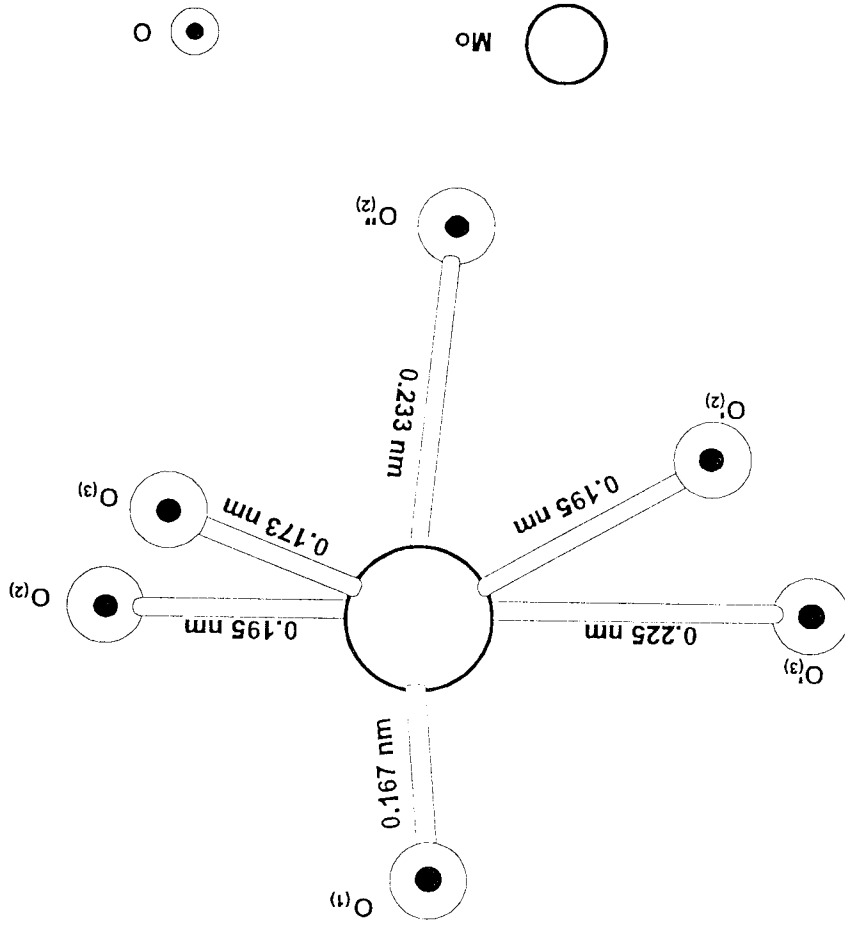 O(1)
0.167 nm
O'(3)
0.225 nm
0.195 nm
O(2)
0.195 nm
O'(2)
0.173 nm
O(3)
0.233 nm
O"(2)
Mo
O